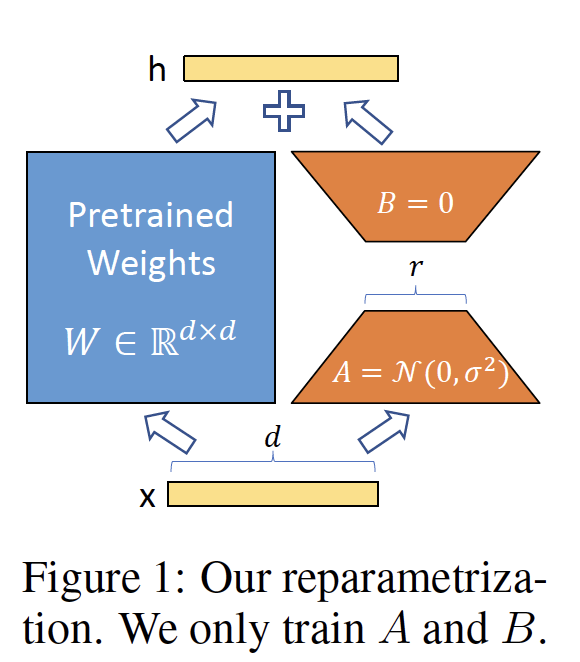 h
Pretrained
Weights
W ∈ ℝ^{d×d}
B = 0
r
A = 𝒩(0, σ²)
d
x
Figure 1: Our reparametriza-
tion. We only train A and B.